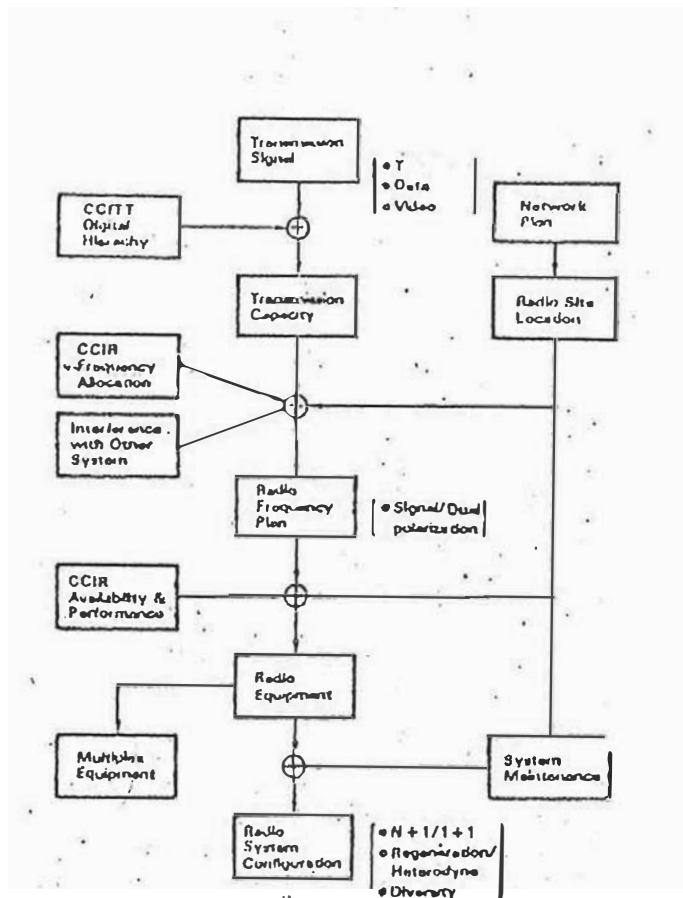 Transmission
Signal
• T
• Data
• Video
CCITT
Digital
Hierachy
Network
Plan
Transmission
Capacity
Radio Site
Location
CCIR
Frequency
Allocation
Interference
with Other
System
Radio
Frequency
Plan
• Signal/Dual
polarization
CCIR
Availability &
Performance
Radio
Equipment
Multiplex
Equipment
System
Maintenance
Radio
System
Configuration
• N + 1/1 + 1
• Regeneration/
Heterodyne
• Diversity